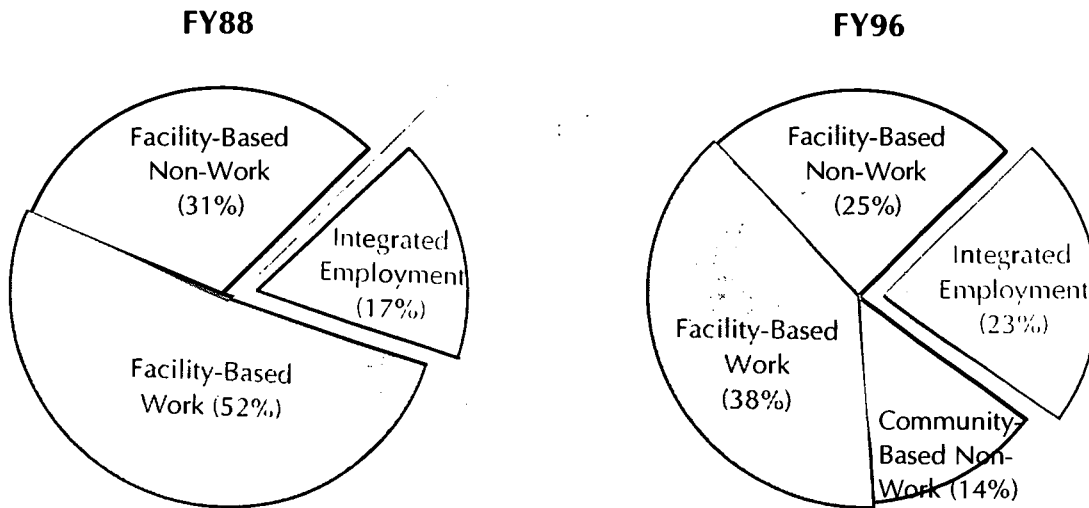 FY88
Facility-Based
Non-Work
(31%)
Integrated
Employment
(17%)
Facility-Based
Work (52%)
FY96
Facility-Based
Non-Work
(25%)
Integrated
Employment
(23%)
Facility-Based
Work
(38%)
Community-
Based Non-
Work (14%)